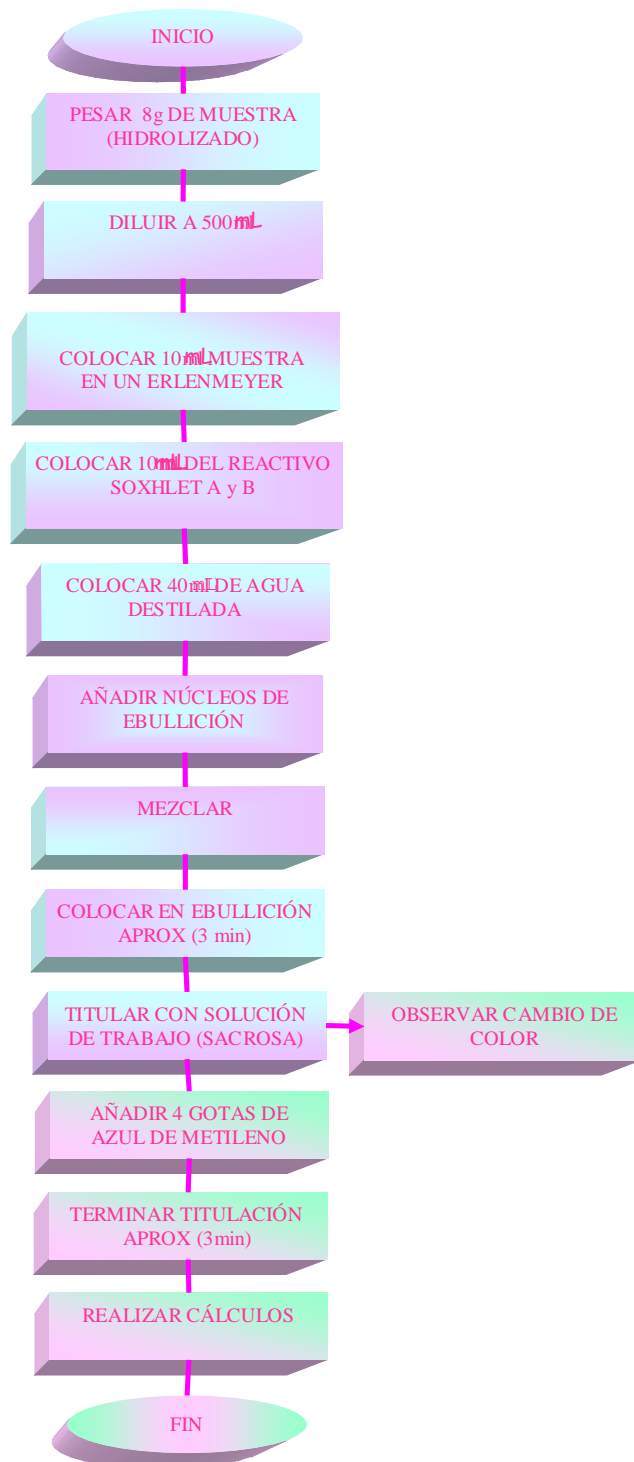 INICIO
PESAR 8g DE MUESTRA
(HIDROLIZADO)
DILUIR A 500mL
COLOCAR 10mL MUESTRA
EN UN ERLENMEYER
COLOCAR 10mL DEL REACTIVO
SOXHLET A y B
COLOCAR 40mL DE AGUA
DESTILADA
AÑADIR NÚCLEOS DE
EBULLICIÓN
MEZCLAR
COLOCAR EN EBULLICIÓN
APROX (3 min)
TITULAR CON SOLUCIÓN
DE TRABAJO (SACROSA)
OBSERVAR CAMBIO DE
COLOR
AÑADIR 4 GOTAS DE
AZUL DE METILENO
TERMINAR TITULACIÓN
APROX (3min)
REALIZAR CÁLCULOS
FIN